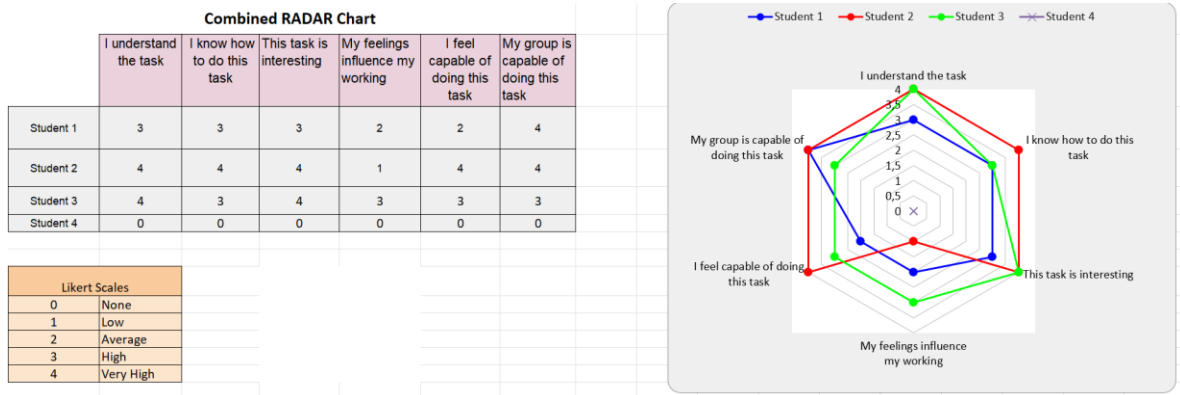 Combined RADAR Chart
I understand
the task
I know how
to do this
task
This task is
interesting
My feelings
influence my
working
I feel
capable of
doing this
task
My group is
capable of
doing this
task
Student 1 3 3 3 2 2 4
Student 2 4 4 4 1 4 4
Student 3 4 3 4 3 3 3
Student 4 0 0 0 0 0 0
Likert Scales
0 None
1 Low
2 Average
3 High
4 Very High
Student 1 Student 2 Student 3 Student 4
I understand the task
4
3,5
3
2,5
2
1,5
1
0,5
0
I know how to do this
task
This task is interesting
My feelings influence
my working
I feel capable of doing
this task
My group is capable of
doing this task